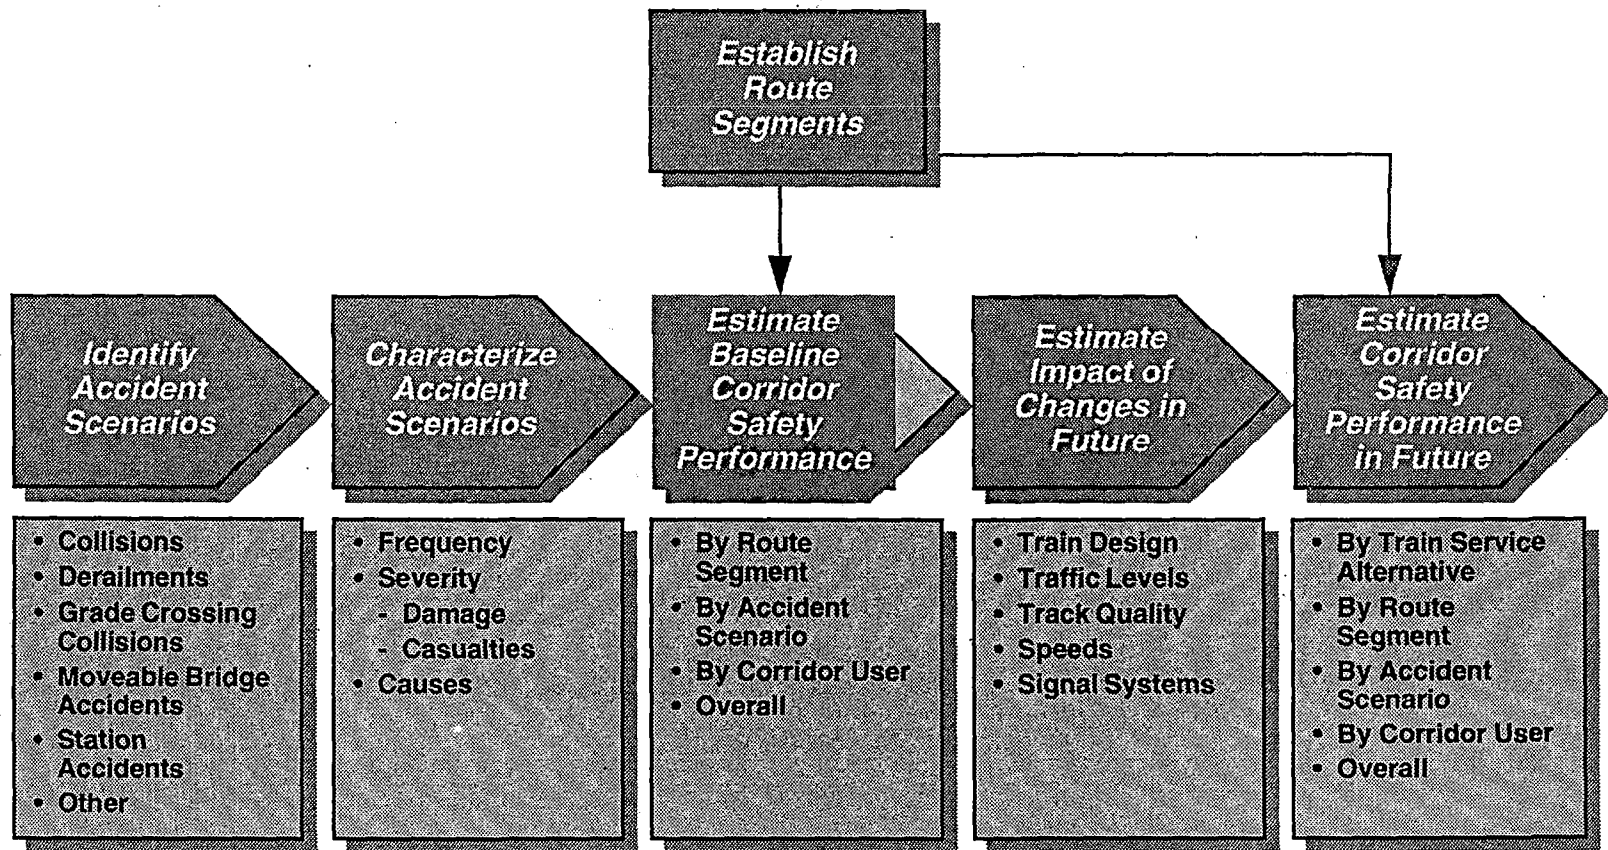 Establish
Route
Segments
Identify
Accident
Scenarios
Characterize
Accident
Scenarios
Estimate
Baseline
Corridor
Safety
Performance
Estimate
Impact of
Changes in
Future
Estimate
Corridor
Safety
Performance
in Future
• Collisions
• Derailments
• Grade Crossing
Collisions
• Moveable Bridge
Accidents
• Station
Accidents
• Other
• Frequency
• Severity
- Damage
- Casualties
• Causes
• By Route
Segment
• By Accident
Scenario
• By Corridor User
• Overall
• Train Design
• Traffic Levels
• Track Quality
• Speeds
• Signal Systems
• By Train Service
Alternative
• By Route
Segment
• By Accident
Scenario
• By Corridor User
• Overall